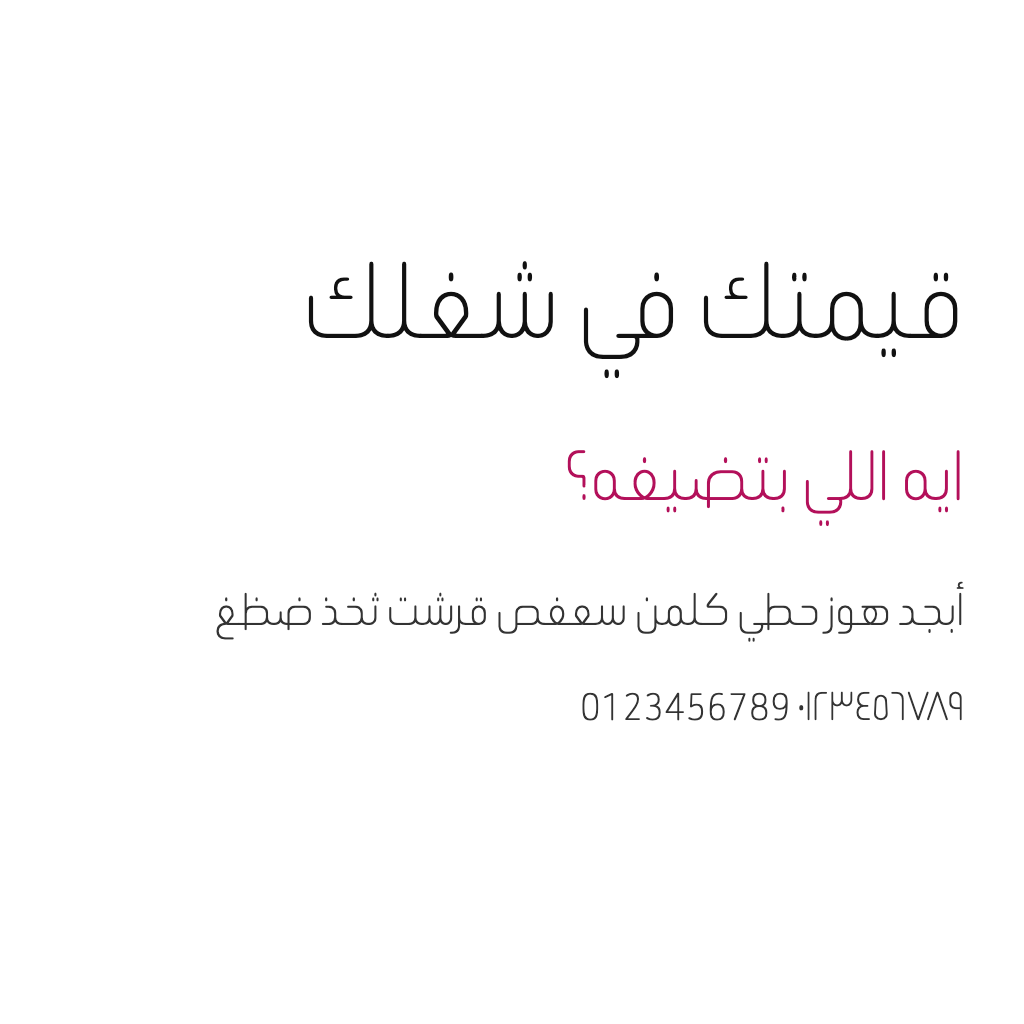 قيمتك في شغلك
ايه اللي بتضيفه؟
أبجد هوز حطي كلمن سعفص قرشت ثخذ ضظغ
0123456789 ٠١٢٣٤٥٦٧٨٩